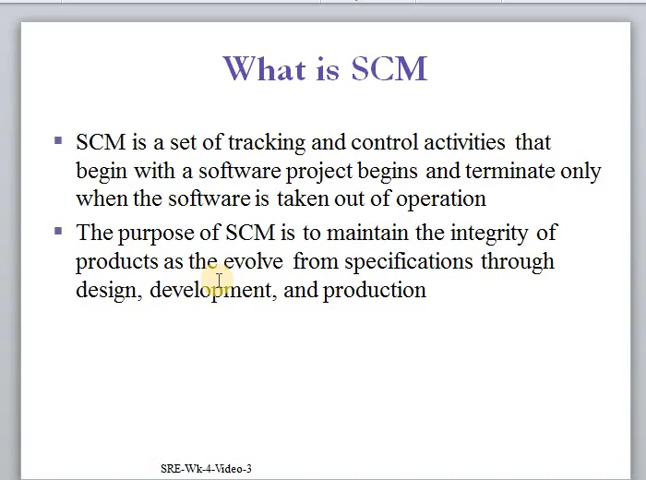 What is SCM
SCM is a set of tracking and control activities that
begin with a software project begins and terminate only
when the software is taken out of operation
The purpose of SCM is to maintain the integrity of
products as the evolve from specifications through
design, development, and production
SRE-Wk-4-Video-3